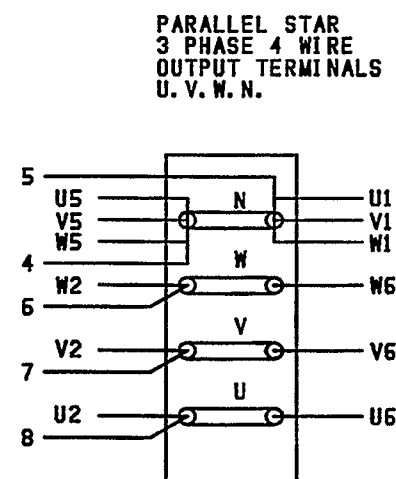 PARALLEL STAR
3 PHASE 4 WIRE
OUTPUT TERMINALS
U.V.W.N.
5
U5 N U1
V5 V1
W5 W1
4
W
W2 W6
6
V
V2 V6
7
U
U2 U6
8